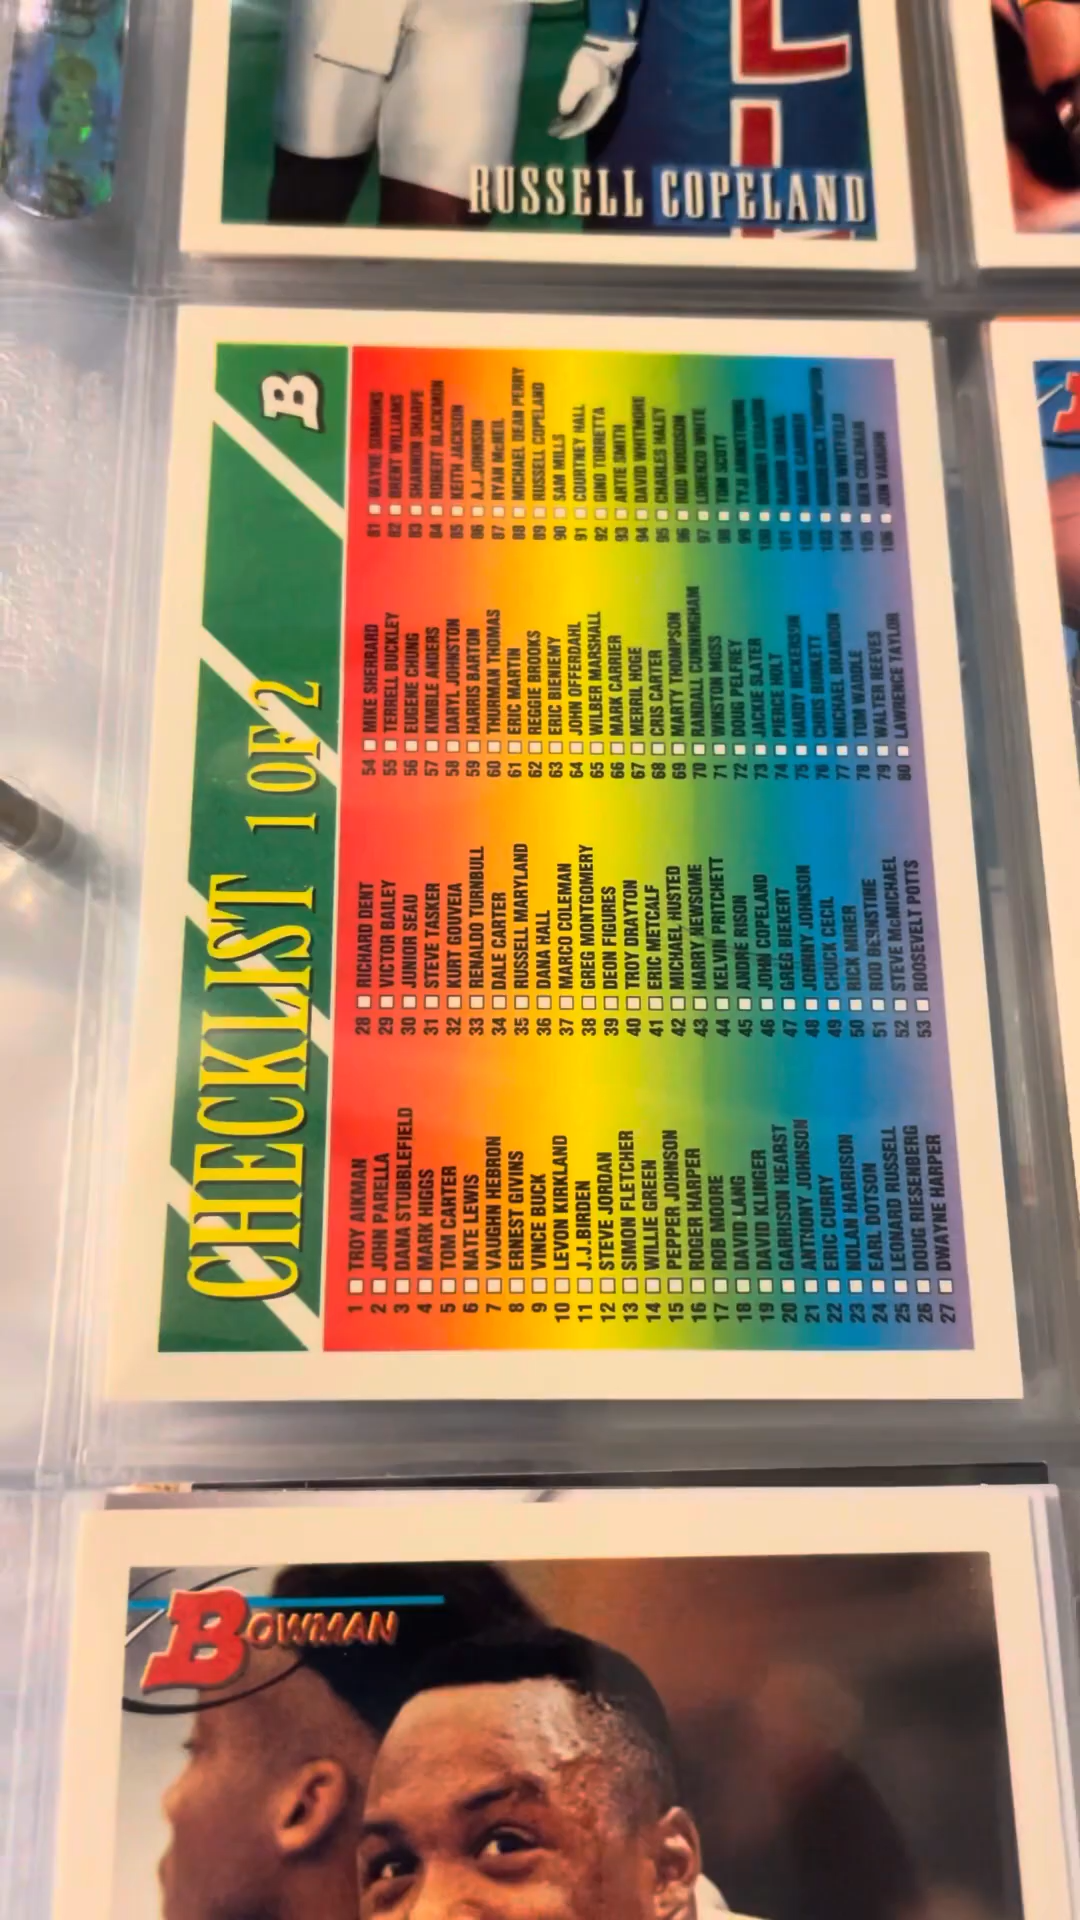 RUSSELL COPELAND
CHECKLIST 1 OF 2
B
1 TROY AIKMAN
2 JOHN PARELLA
3 DANA STUBBLEFIELD
4 MARK HIGGS
5 TOM CARTER
6 NATE LEWIS
7 VAUGHN HEBRON
8 ERNEST GIVINS
9 VINCE BUCK
10 LEVON KIRKLAND
11 J.J. BIRDEN
12 STEVE JORDAN
13 SIMON FLETCHER
14 WILLIE GREEN
15 PEPPER JOHNSON
16 ROGER HARPER
17 ROB MOORE
18 DAVID LANG
19 DAVID KLINGER
20 GARRISON HEARST
21 ANTHONY JOHNSON
22 ERIC CURRY
23 NOLAN HARRISON
24 EARL DOTSON
25 LEONARD RUSSELL
26 DOUG RIESENBERG
27 DWAYNE HARPER
28 RICHARD DENT
29 VICTOR BAILEY
30 JUNIOR SEAU
31 STEVE TASKER
32 KURT GOUVEIA
33 RENALDO TURNBULL
34 DALE CARTER
35 RUSSELL MARYLAND
36 DANA HALL
37 MARCO COLEMAN
38 GREG MONTGOMERY
39 DEON FIGURES
40 TROY DRAYTON
41 ERIC METCALF
42 MICHAEL HUSTED
43 HARRY NEWSOME
44 KELVIN PRITCHETT
45 ANDRE RISON
46 JOHN COPELAND
47 GREG BIEKERT
48 JOHNNY JOHNSON
49 CHUCK CECIL
50 RICK MIRER
51 ROD BERNSTINE
52 STEVE McMICHAEL
53 ROOSEVELT POTTS
54 MIKE SHERRARD
55 TERRELL BUCKLEY
56 EUGENE CHUNG
57 KIMBLE ANDERS
58 DARYL JOHNSTON
59 HARRIS BARTON
60 THURMAN THOMAS
61 ERIC MARTIN
62 REGGIE BROOKS
63 ERIC BIENIEMY
64 JOHN OFFERDAHL
65 WILBER MARSHALL
66 MARK CARRIER
67 MERRIL HOGE
68 CRIS CARTER
69 MARTY THOMPSON
70 RANDALL CUNNINGHAM
71 WINSTON MOSS
72 DOUG PELFREY
73 JACKIE SLATER
74 PIERCE HOLT
75 HARDY NICKERSON
76 CHRIS BURKETT
77 MICHAEL BRANDON
78 TOM WADDLE
79 WALTER REEVES
80 LAWRENCE TAYLOR
81 WAYNE SIMMONS
82 BRENT WILLIAMS
83 SHANNON SHARPE
84 ROBERT BLACKMON
85 KEITH JACKSON
86 A.J. JOHNSON
87 RYAN McNEIL
88 MICHAEL DEAN PERRY
89 RUSSELL COPELAND
90 SAM MILLS
91 COURTNEY HALL
92 GINO TORRETTA
93 ARTIE SMITH
94 DAVID WHITMORE
95 CHARLES HALEY
96 ROD WOODSON
97 LORENZO WHITE
98 TOM SCOTT
99 TYJI ARMSTRONG
100
101
102 MARK
103 THOMPSON
104 BOB WHITFIELD
105 BEN COLEMAN
106 JON VAUGHN
BOWMAN